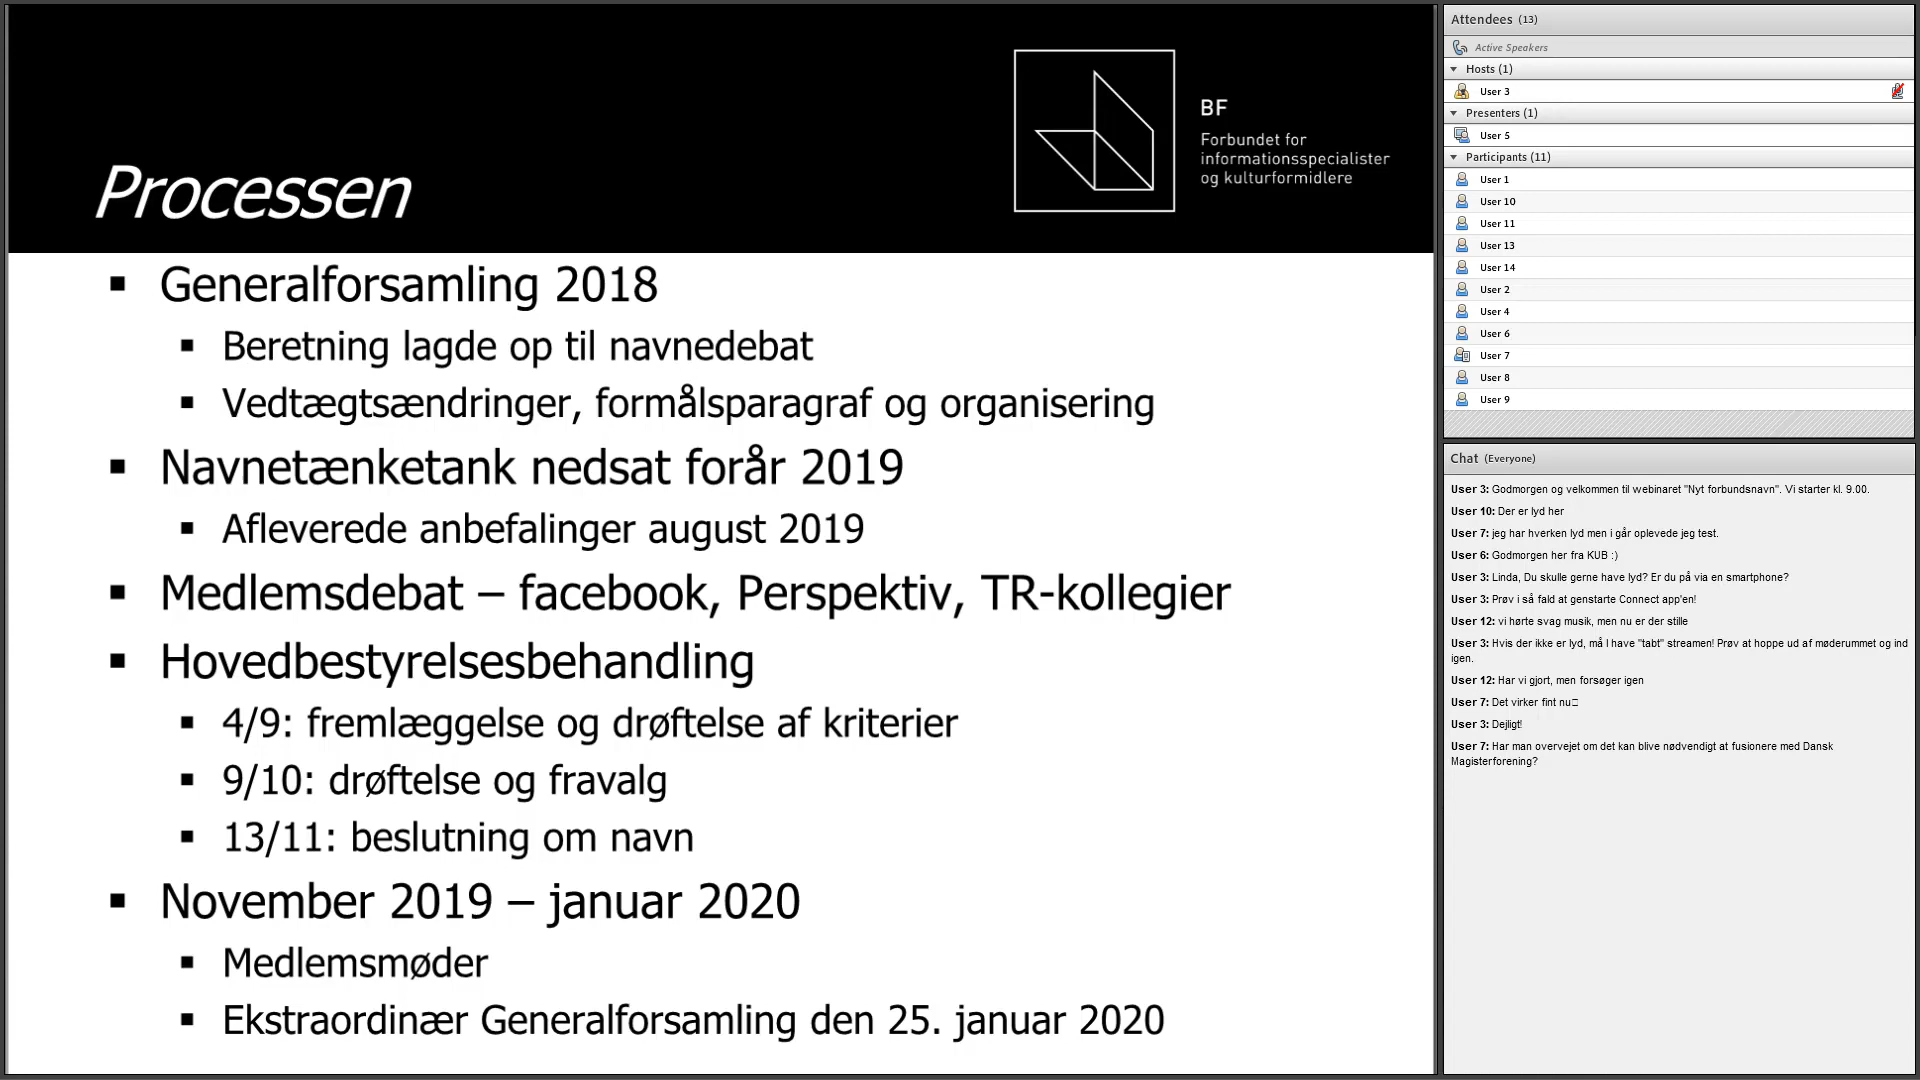 Processen
BF
Forbundet for
informationsspecialister
og kulturformidlere
▪ Generalforsamling 2018
▪ Beretning lagde op til navnedebat
▪ Vedtægtsændringer, formålsparagraf og organisering
▪ Navnetænketank nedsat forår 2019
▪ Afleverede anbefalinger august 2019
▪ Medlemsdebat – facebook, Perspektiv, TR-kollegier
▪ Hovedbestyrelsesbehandling
▪ 4/9: fremlæggelse og drøftelse af kriterier
▪ 9/10: drøftelse og fravalg
▪ 13/11: beslutning om navn
▪ November 2019 – januar 2020
▪ Medlemsmøder
▪ Ekstraordinær Generalforsamling den 25. januar 2020
Attendees (13)
Active Speakers
Hosts (1)
User 3
Presenters (1)
User 5
Participants (11)
User 1
User 10
User 11
User 13
User 14
User 2
User 4
User 6
User 7
User 8
User 9
Chat (Everyone)
User 3: Godmorgen og velkommen til webinaret "Nyt forbundsnavn". Vi starter kl. 9.00.
User 10: Der er lyd her
User 7: jeg har hverken lyd men i går oplevede jeg test.
User 6: Godmorgen her fra KUB :)
User 3: Linda, Du skulle gerne have lyd? Er du på via en smartphone?
User 3: Prøv i så fald at genstarte Connect app'en!
User 12: vi hørte svag musik, men nu er der stille
User 3: Hvis der ikke er lyd, må I have "tabt" streamen! Prøv at hoppe ud af møderummet og ind
igen.
User 12: Har vi gjort, men forsøger igen
User 7: Det virker fint nu□
User 3: Dejligt!
User 7: Har man overvejet om det kan blive nødvendigt at fusionere med Dansk
Magisterforening?